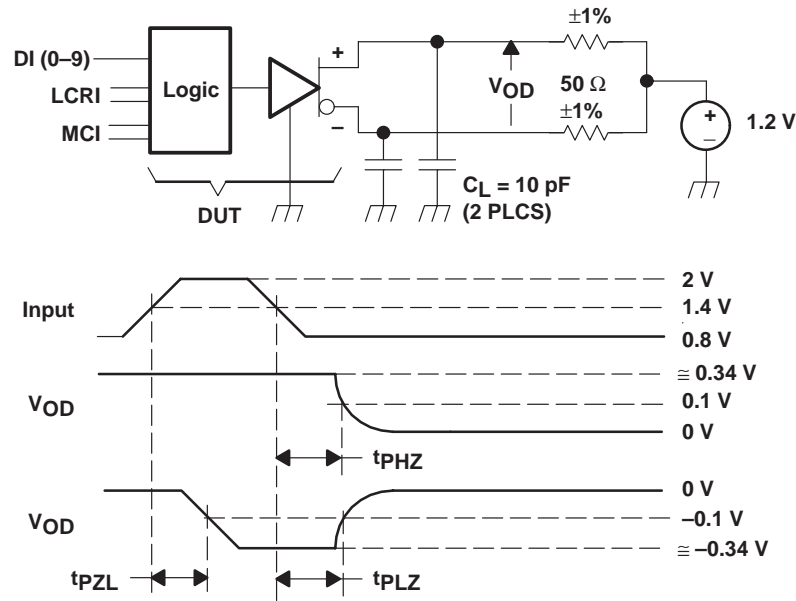 ±1%
DI (0–9)
LCRI
MCI
Logic
+
–
VOD
50 Ω
±1%
+
–
1.2 V
DUT
CL = 10 pF
(2 PLCS)
Input
2 V
1.4 V
0.8 V
VOD
≅ 0.34 V
0.1 V
0 V
tPHZ
VOD
0 V
–0.1 V
≅ –0.34 V
tPZL
tPLZ